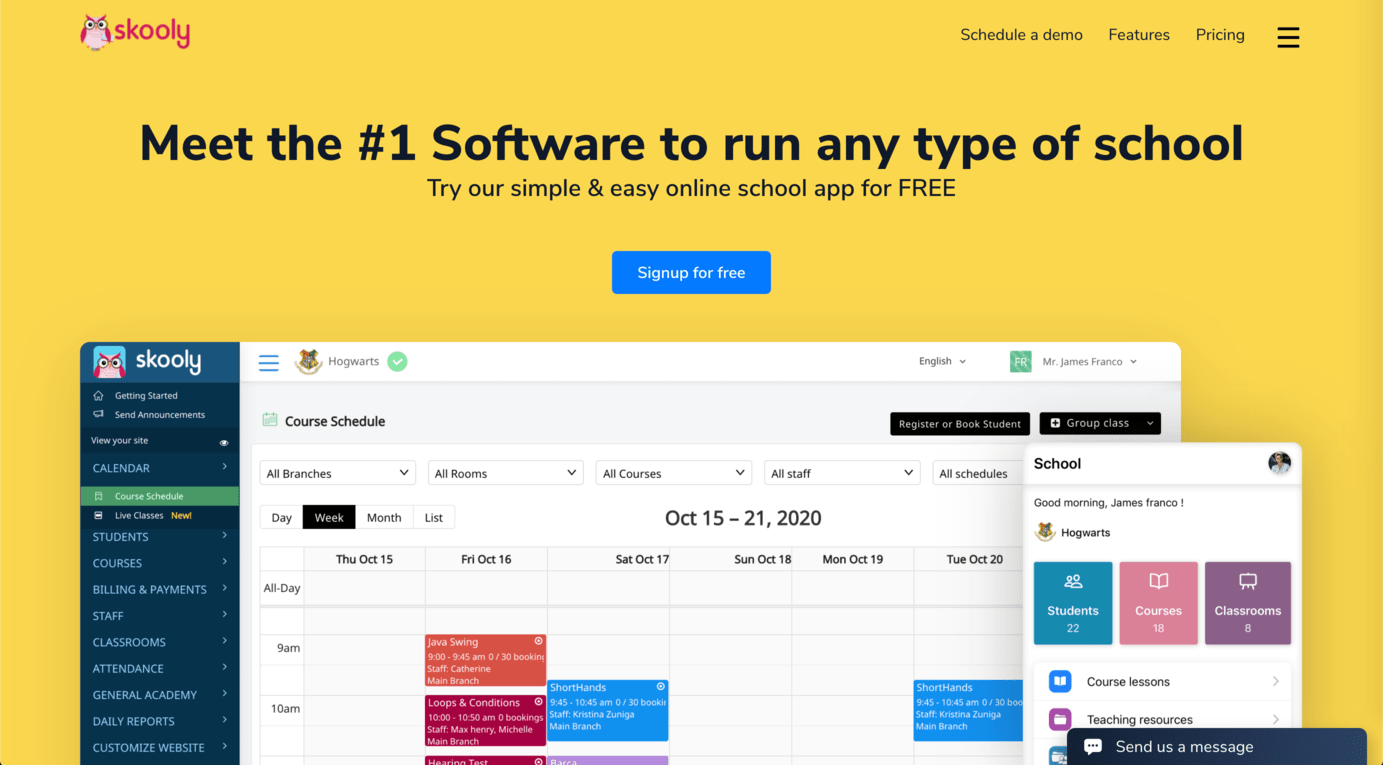 skooly
Schedule a demo
Features
Pricing
Meet the #1 Software to run any type of school
Try our simple & easy online school app for FREE
Signup for free
skooly
Hogwarts
English
FR
Mr. James Franco
Getting Started
Send Announcements
View your site
CALENDAR
Course Schedule
Live Classes New!
STUDENTS
COURSES
BILLING & PAYMENTS
STAFF
CLASSROOMS
ATTENDANCE
GENERAL ACADEMY
DAILY REPORTS
CUSTOMIZE WEBSITE
Course Schedule
Register or Book Student
Group class
All Branches
All Rooms
All Courses
All staff
All schedules
Day
Week
Month
List
Oct 15 – 21, 2020
Thu Oct 15
Fri Oct 16
Sat Oct 17
Sun Oct 18
Mon Oct 19
Tue Oct 20
All-Day
9am
10am
Java Swing
9:00 - 9:45 am 0 / 30 booking
Staff: Catherine
Main Branch
Loops & Conditions
10:00 - 10:50 am 0 bookings
Staff: Max henry, Michelle
Main Branch
Hearing Test
ShortHands
9:45 - 10:45 am 0 / 30 bookin
Staff: Kristina Zuniga
Main Branch
Barca
ShortHands
9:45 - 10:45 am 0 / 30 boo
Staff: Kristina Zuniga
Main Branch
School
Good morning, James franco !
Hogwarts
Students
22
Courses
18
Classrooms
8
Course lessons
Teaching resources
Send us a message